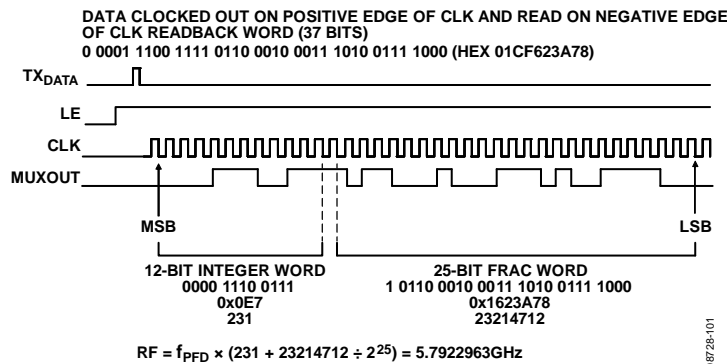 DATA CLOCKED OUT ON POSITIVE EDGE OF CLK AND READ ON NEGATIVE EDGE
OF CLK READBACK WORD (37 BITS)
0 0001 1100 1111 0110 0010 0011 1010 0111 1000 (HEX 01CF623A78)
TXDATA
LE
CLK
MUXOUT
MSB
LSB
12-BIT INTEGER WORD
0000 1110 0111
0x0E7
231
25-BIT FRAC WORD
1 0110 0010 0011 1010 0111 1000
0x1623A78
23214712
RF = fPFD × (231 + 23214712 ÷ 2^25) = 5.7922963GHz